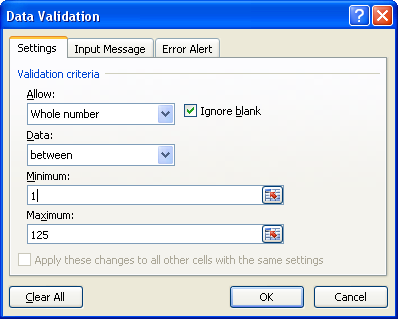 Data Validation
Settings Input Message Error Alert
Validation criteria
Allow:
Whole number Ignore blank
Data:
between
Minimum:
1
Maximum:
125
Apply these changes to all other cells with the same settings
Clear All OK Cancel